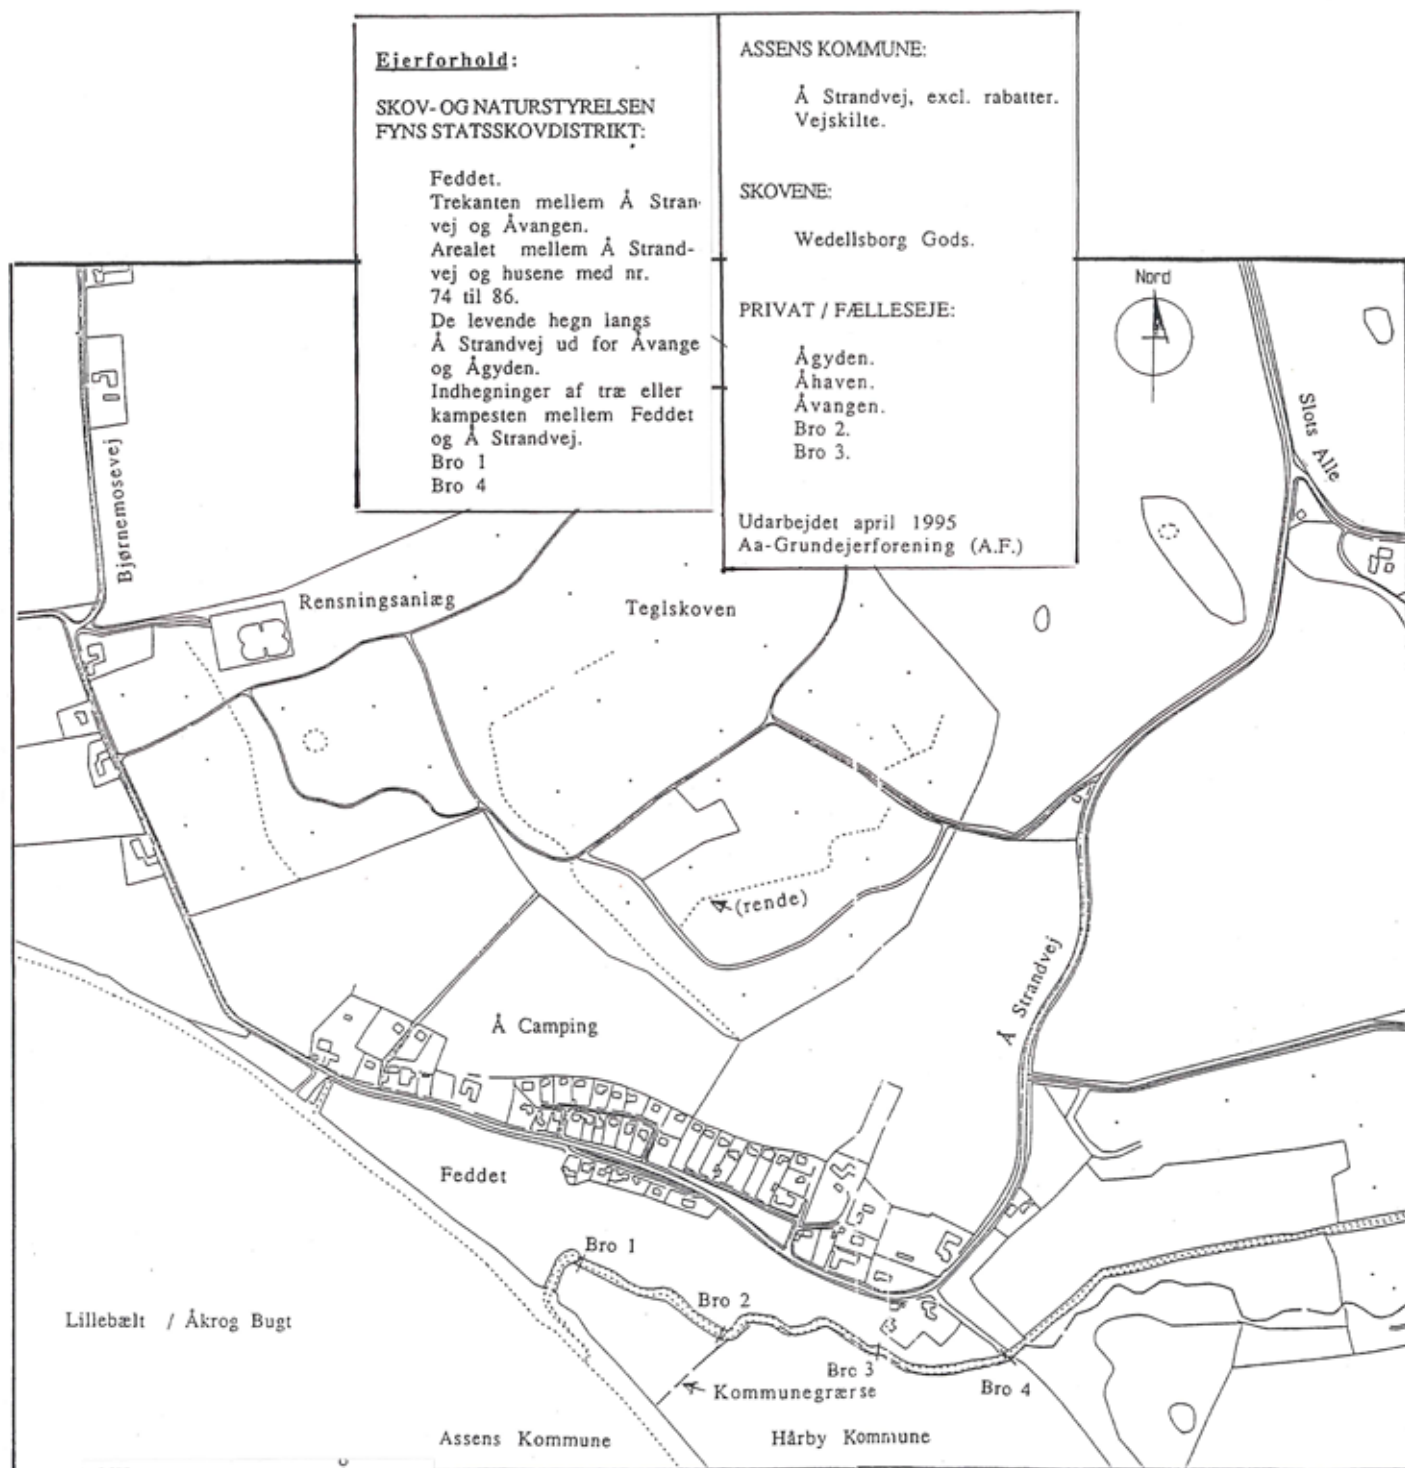 Ejerforhold:
SKOV- OG NATURSTYRELSEN
FYNS STATSSKOVDISTRIKT:
Feddet.
Trekanten mellem Å Stran
vej og Åvangen.
Arealet mellem Å Strand-
vej og husene med nr.
74 til 86.
De levende hegn langs
Å Strandvej ud for Åvange
og Ågyden.
Indhegninger af træ eller
kampesten mellem Feddet
og Å Strandvej.
Bro 1
Bro 4
ASSENS KOMMUNE:
Å Strandvej, excl. rabatter.
Vejskilte.
SKOVENE:
Wedellsborg Gods.
PRIVAT / FÆLLESEJE:
Ågyden.
Åhaven.
Åvangen.
Bro 2.
Bro 3.
Udarbejdet april 1995
Aa-Grundejerforening (A.F.)
Nord
Slots Alle
Bjørnemosevej
Rensningsanlæg
Teglskoven
(rende)
Å Strandvej
Å Camping
Feddet
Bro 1
Bro 2
Lillebælt / Åkrog Bugt
Brc 3
Bro 4
Kommunegrærse
Assens Kommune
Hårby Kommune